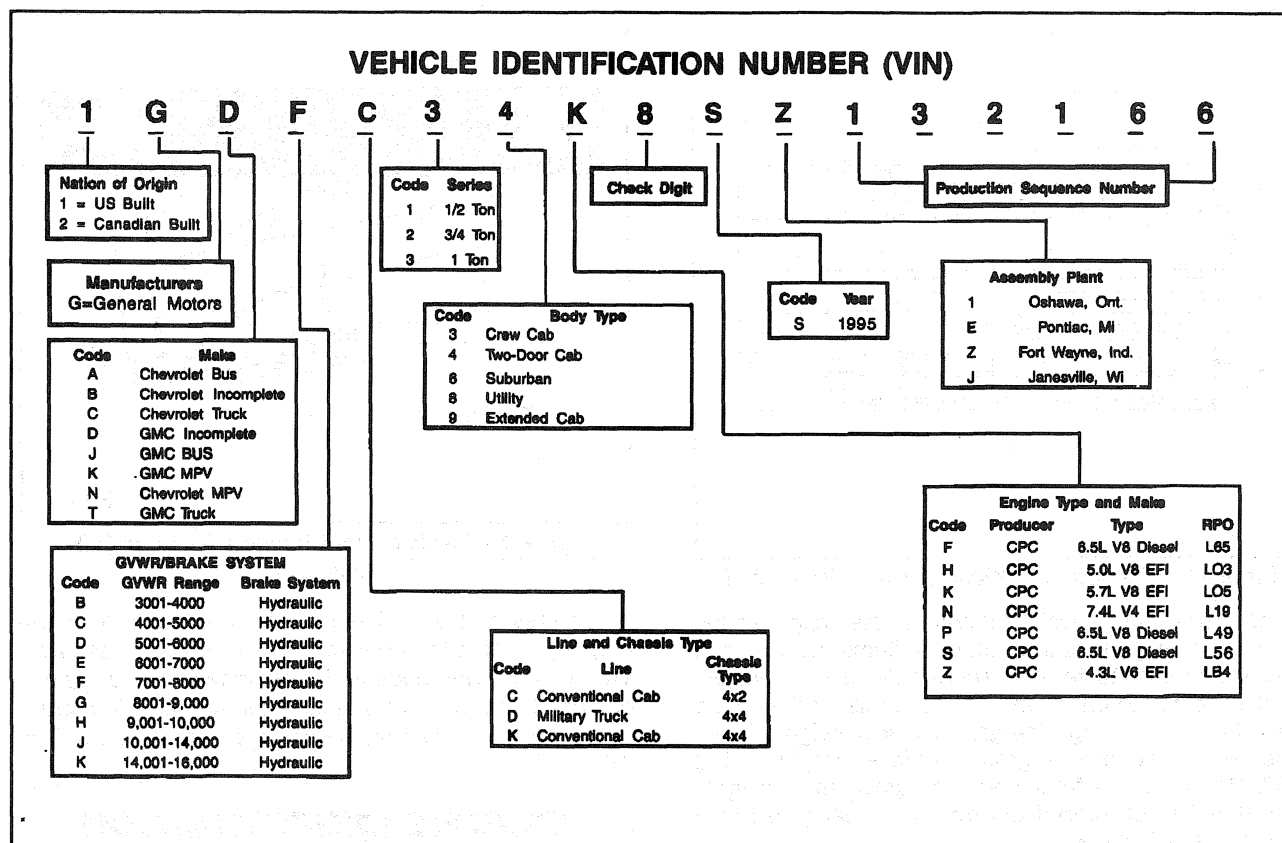 VEHICLE IDENTIFICATION NUMBER (VIN)
1 G D F C 3 4 K 8 S Z 1 3 2 1 6 6
Nation of Origin
1 = US Built
2 = Canadian Built
Manufacturers
G=General Motors
Code Make
A Chevrolet Bus
B Chevrolet Incomplete
C Chevrolet Truck
D GMC Incomplete
J GMC BUS
K GMC MPV
N Chevrolet MPV
T GMC Truck
GVWR/BRAKE SYSTEM
Code GVWR Range Brake System
B 3001-4000 Hydraulic
C 4001-5000 Hydraulic
D 5001-6000 Hydraulic
E 6001-7000 Hydraulic
F 7001-8000 Hydraulic
G 8001-9,000 Hydraulic
H 9,001-10,000 Hydraulic
J 10,001-14,000 Hydraulic
K 14,001-16,000 Hydraulic
Code Series
1 1/2 Ton
2 3/4 Ton
3 1 Ton
Code Body Type
3 Crew Cab
4 Two-Door Cab
6 Suburban
8 Utility
9 Extended Cab
Line and Chassis Type
Code Line Chassis Type
C Conventional Cab 4x2
D Military Truck 4x4
K Conventional Cab 4x4
Check Digit
Code Year
S 1995
Production Sequence Number
Assembly Plant
1 Oshawa, Ont.
E Pontiac, MI
Z Fort Wayne, Ind.
J Janesville, Wi
Engine Type and Make
Code Producer Type RPO
F CPC 6.5L V8 Diesel L65
H CPC 5.0L V8 EFI LO3
K CPC 5.7L V8 EFI LO5
N CPC 7.4L V4 EFI L19
P CPC 6.5L V8 Diesel L49
S CPC 6.5L V8 Diesel L56
Z CPC 4.3L V6 EFI LB4